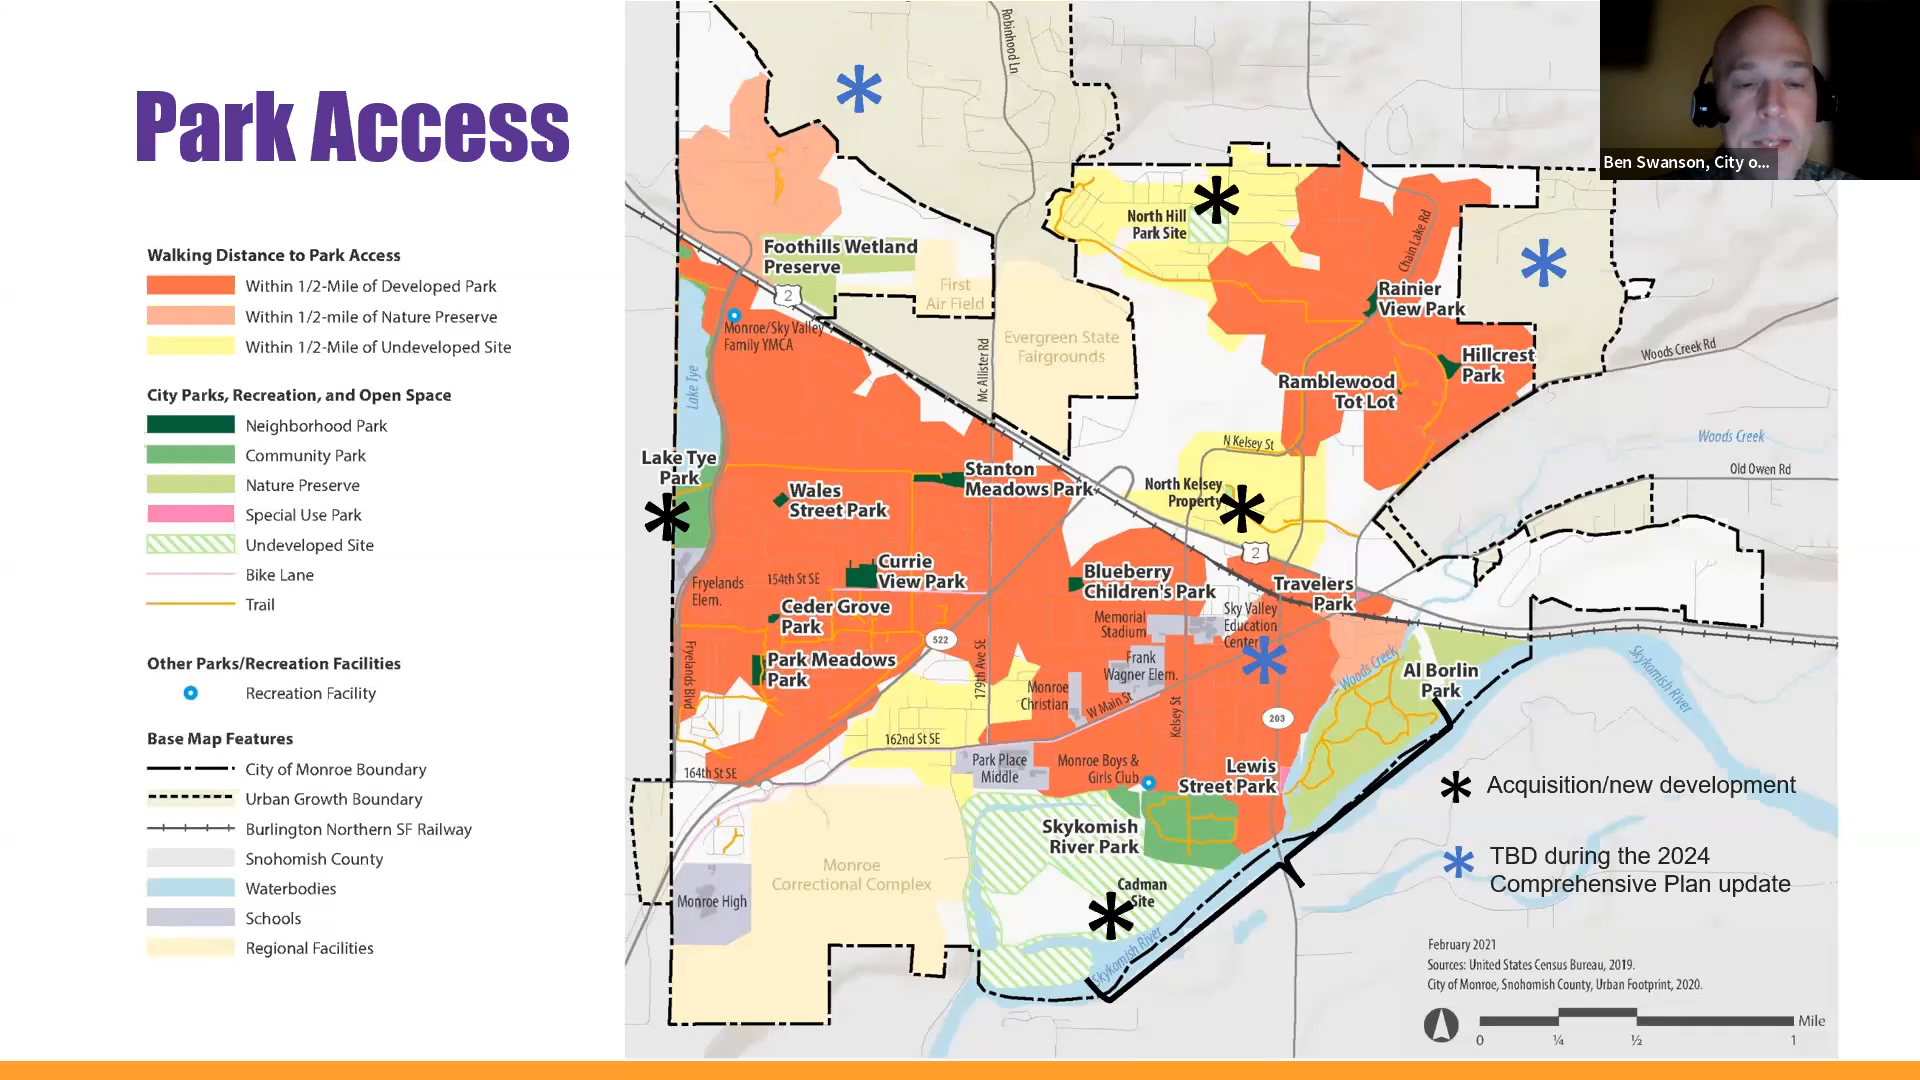 Park Access
Walking Distance to Park Access
Within 1/2-Mile of Developed Park
Within 1/2-mile of Nature Preserve
Within 1/2-Mile of Undeveloped Site
City Parks, Recreation, and Open Space
Neighborhood Park
Community Park
Nature Preserve
Special Use Park
Undeveloped Site
Bike Lane
Trail
Other Parks/Recreation Facilities
Recreation Facility
Base Map Features
City of Monroe Boundary
Urban Growth Boundary
Burlington Northern SF Railway
Snohomish County
Waterbodies
Schools
Regional Facilities
Robinhood Ln
Ben Swanson, City o...
North Hill
Park Site
Chain Lake Rd
Foothills Wetland
Preserve
First
Air Field
2
Monroe/Sky Valley
Family YMCA
Evergreen State
Fairgrounds
Mc Allister Rd
Rainier
View Park
Hillcrest
Park
Woods Creek Rd
Ramblewood
Tot Lot
Lake Tye
N Kelsey St
Woods Creek
Old Owen Rd
Lake Tye
Park
Stanton
Meadows Park
North Kelsey
Property
Wales
Street Park
2
Currie
View Park
Fryelands
Elem.
154th St SE
Blueberry
Children's Park
Travelers
Park
Ceder Grove
Park
Memorial
Stadium
Sky Valley
Education
Center
522
Fryelands Blvd
Park Meadows
Park
179th Ave SE
Frank
Wagner Elem.
Monroe
Christian
W Main St
Kelsey St
203
Woods Creek
Al Borlin
Park
Skykomish River
162nd St SE
164th St SE
Park Place
Middle
Monroe Boys &
Girls Club
Lewis
Street Park
Skykomish
River Park
Monroe
Correctional Complex
Monroe High
Cadman
Site
Skykomish River
Acquisition/new development
TBD during the 2024
Comprehensive Plan update
February 2021
Sources: United States Census Bureau, 2019.
City of Monroe, Snohomish County, Urban Footprint, 2020.
Mile
0 ¼ ½ 1